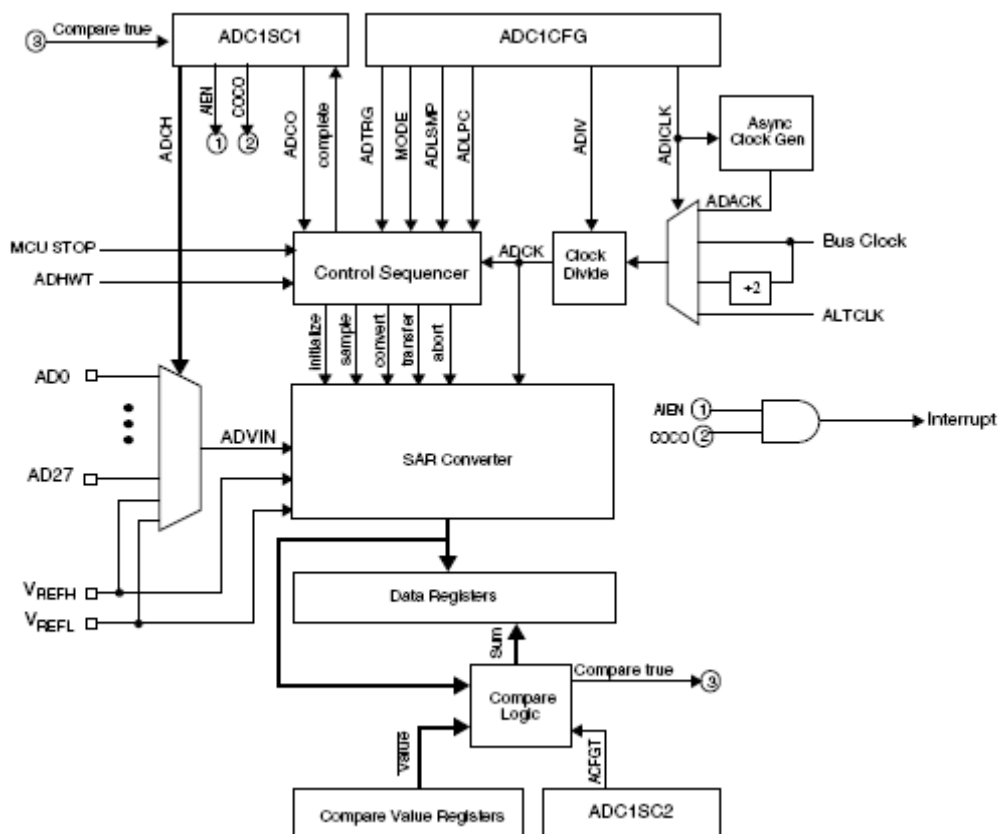 ③ Compare true
ADC1SC1
ADC1CFG
ADCH
AIEN
①
COCO
②
ADCO
complete
ADTRG
MODE
ADLSMP
ADLPC
ADIV
ADICLK
Async
Clock Gen
ADACK
MCU STOP
ADHWT
Control Sequencer
ADCK
Clock
Divide
Bus Clock
÷2
ALTCLK
initialize
sample
convert
transfer
abort
AD0
AD27
ADVIN
SAR Converter
AIEN ①
COCO ②
Interrupt
VREFH
VREFL
Data Registers
Sum
Compare
Logic
Compare true
③
Value
ACFGT
Compare Value Registers
ADC1SC2